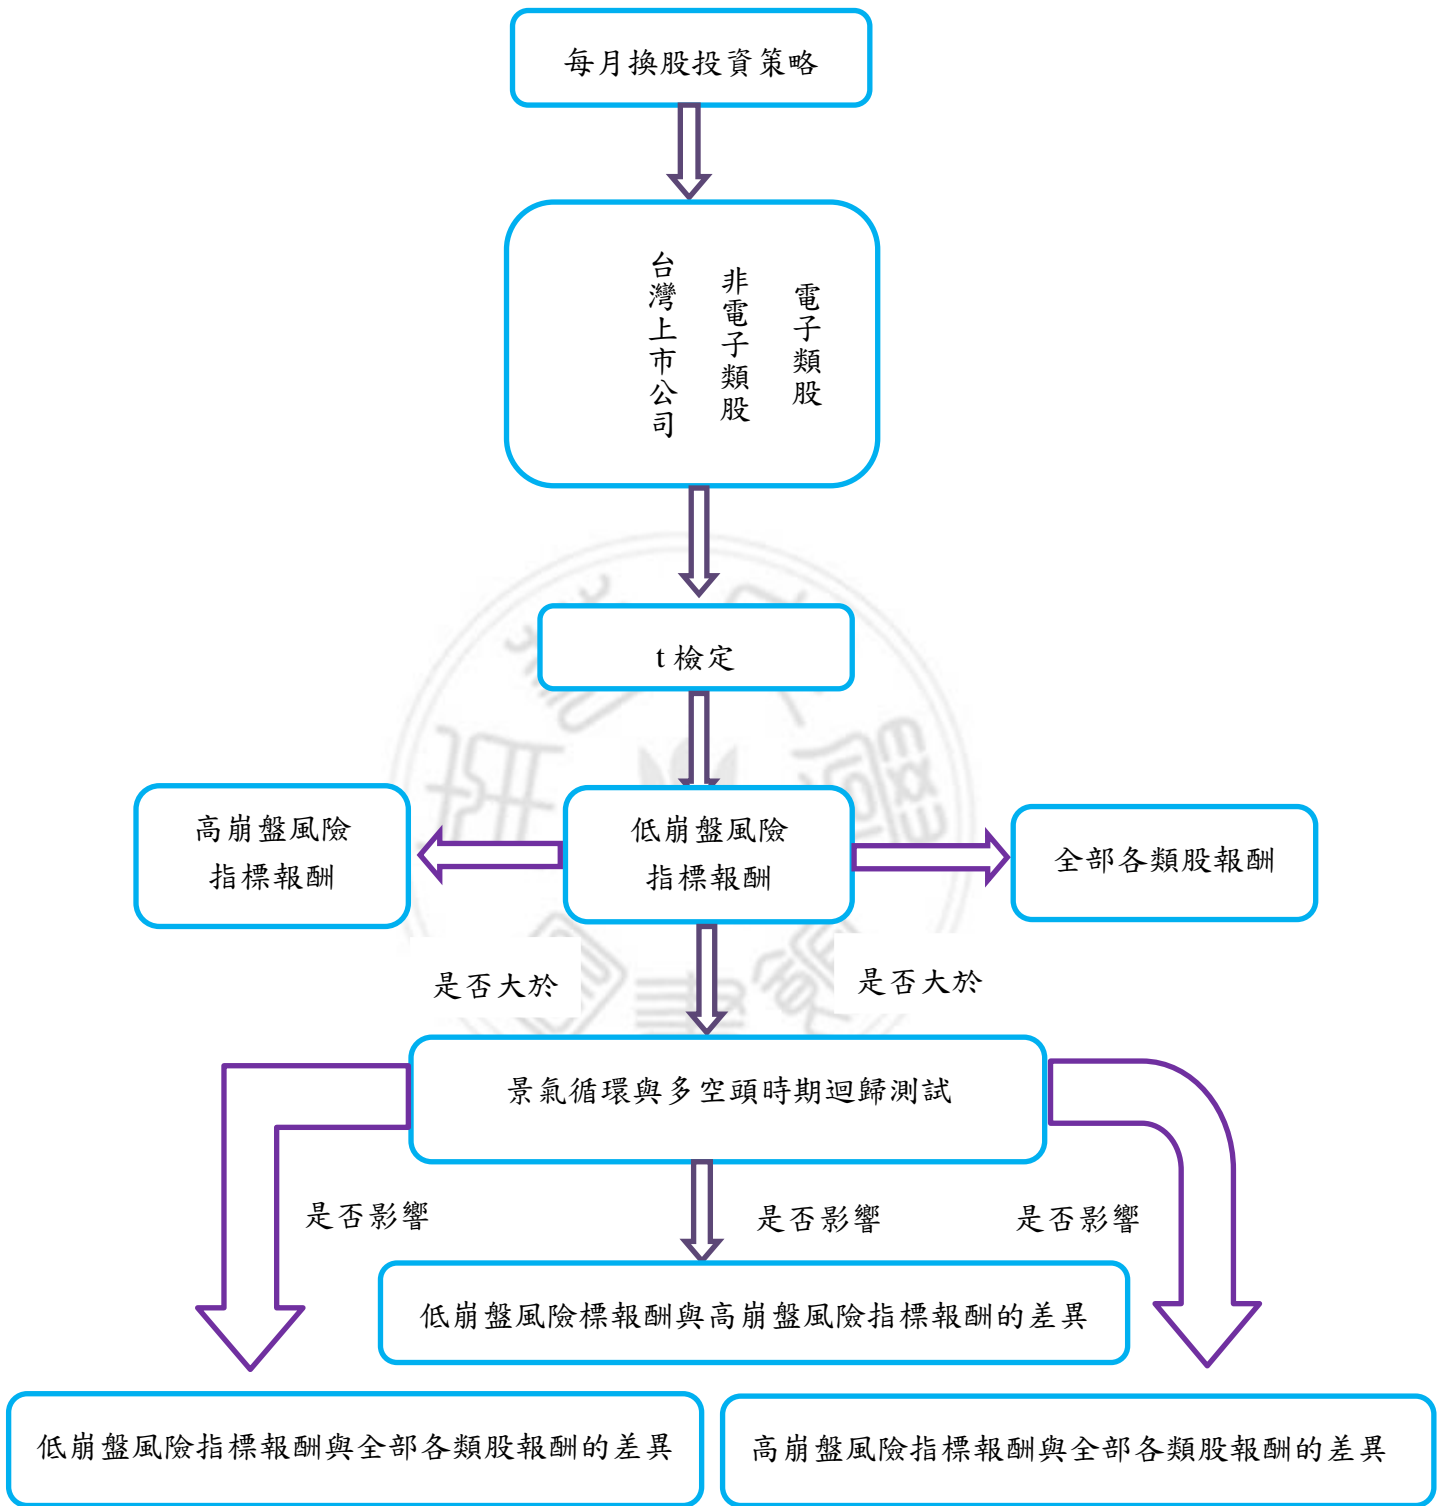 每月換股投資策略
電子類股
非電子類股
台灣上市公司
t 檢定
高崩盤風險
指標報酬
低崩盤風險
指標報酬
全部各類股報酬
是否大於
是否大於
景氣循環與多空頭時期迴歸測試
是否影響
是否影響
是否影響
低崩盤風險標報酬與高崩盤風險指標報酬的差異
低崩盤風險指標報酬與全部各類股報酬的差異
高崩盤風險指標報酬與全部各類股報酬的差異